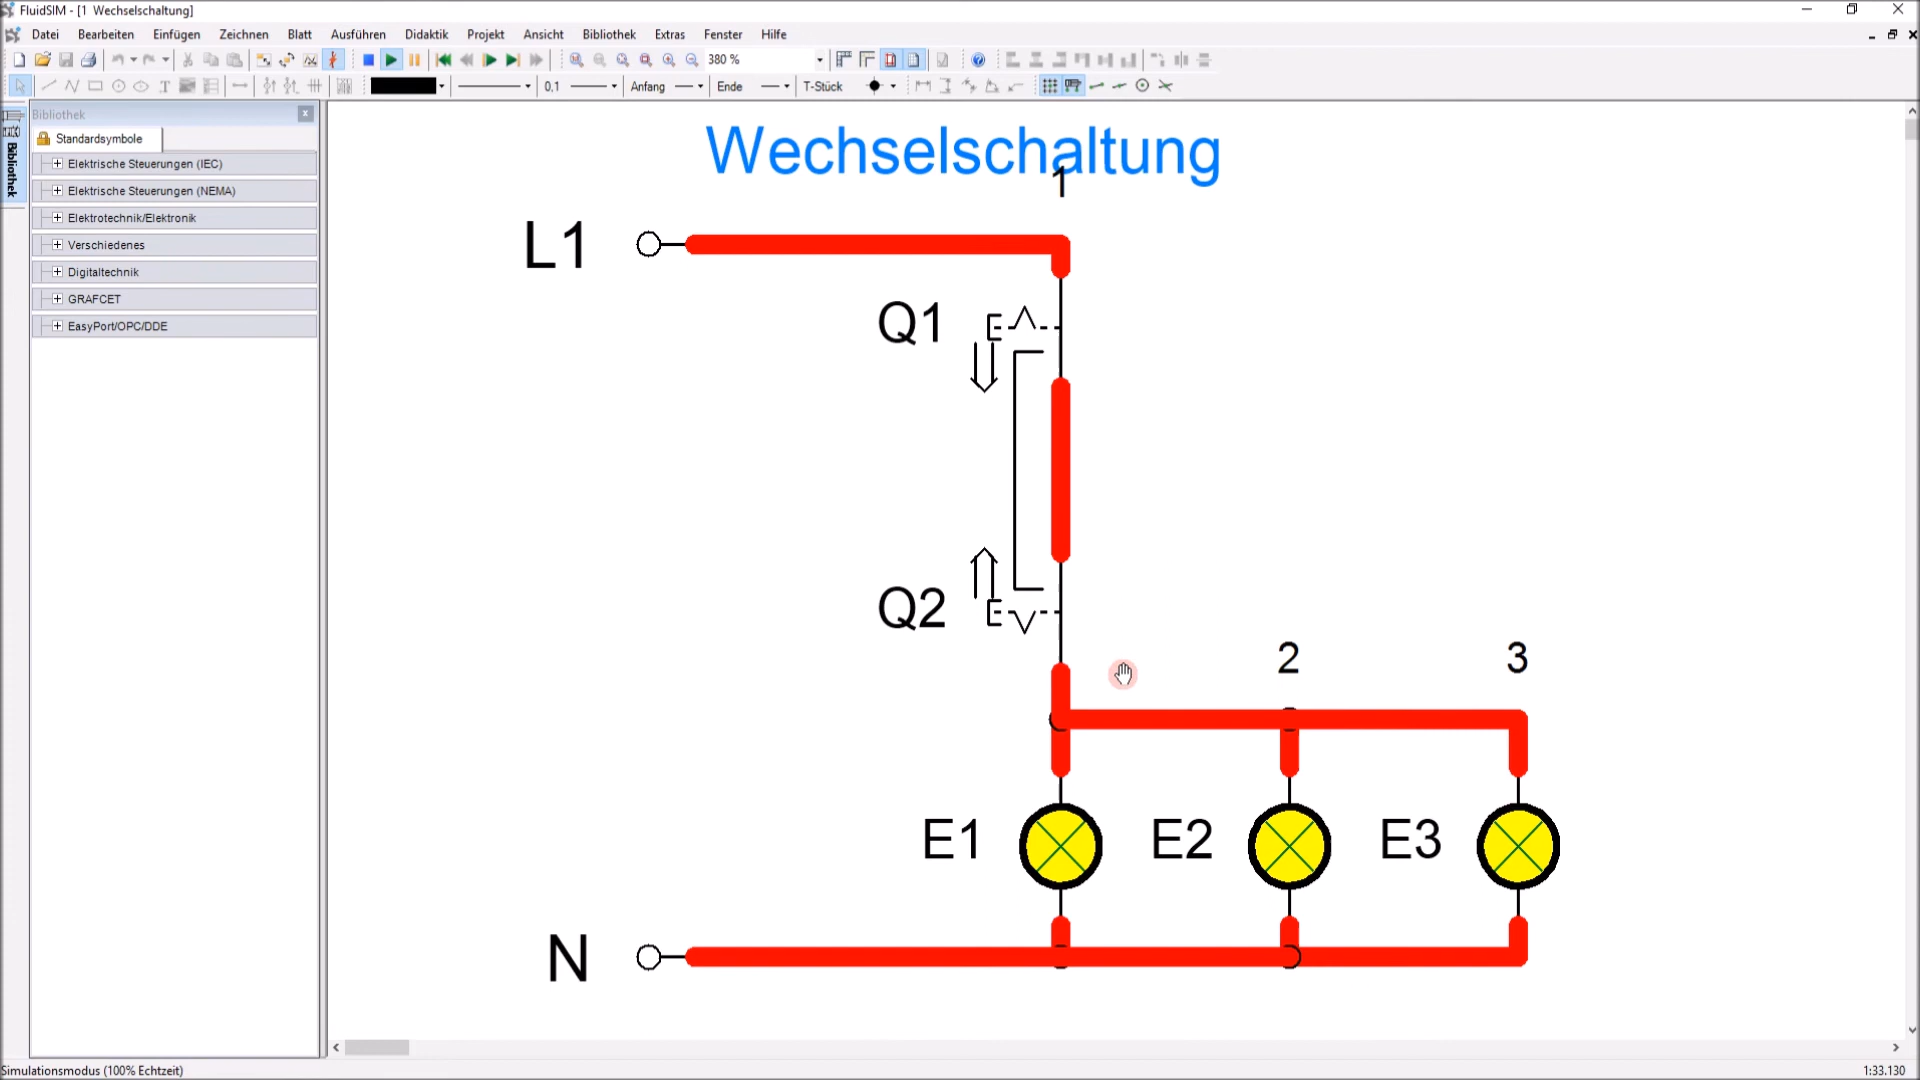 FluidSIM - [1 Wechselschaltung]
Datei Bearbeiten Einfügen Zeichnen Blatt Ausführen Didaktik Projekt Ansicht Bibliothek Extras Fenster Hilfe
380 %
0,1 Anfang Ende T-Stück
Bibliothek
Bibliothek
Standardsymbole
Elektrische Steuerungen (IEC)
Elektrische Steuerungen (NEMA)
Elektrotechnik/Elektronik
Verschiedenes
Digitaltechnik
GRAFCET
EasyPort/OPC/DDE
Wechselschaltung
1
L1
Q1
Q2
2 3
E1 E2 E3
N
Simulationsmodus (100% Echtzeit) 1:33.130